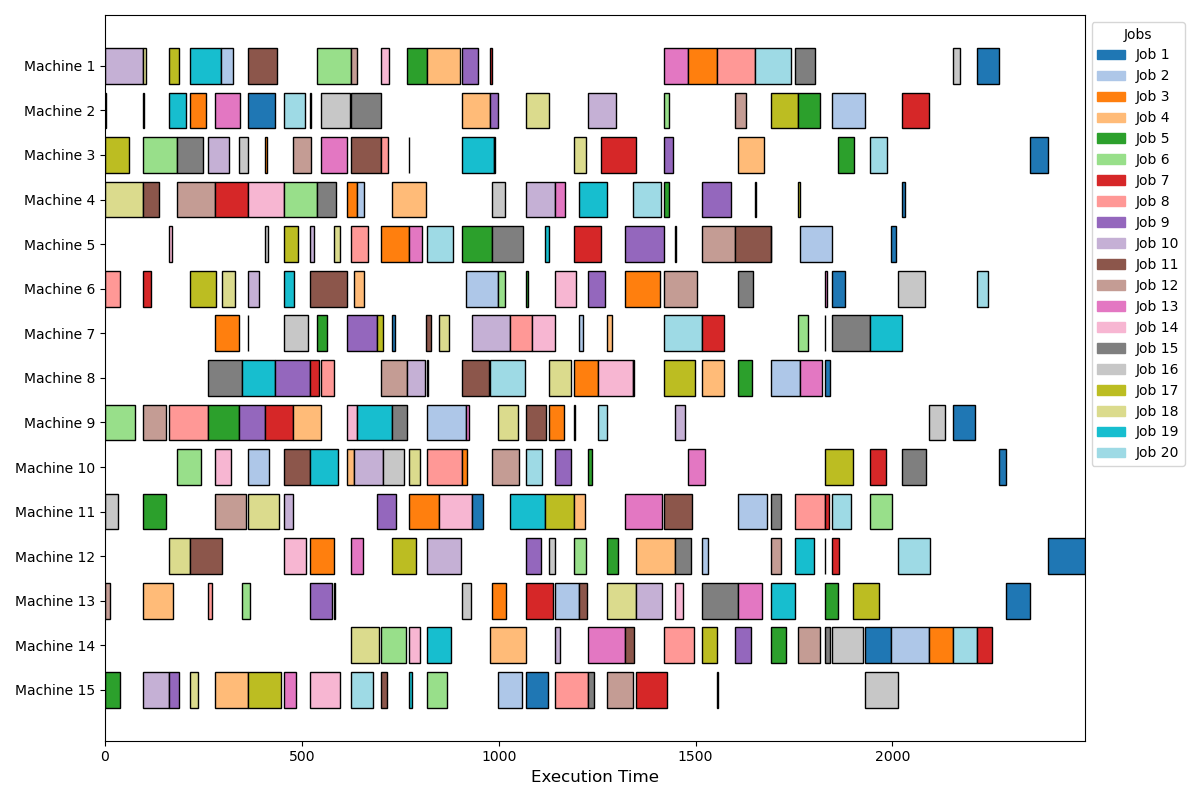 Machine 1
Machine 2
Machine 3
Machine 4
Machine 5
Machine 6
Machine 7
Machine 8
Machine 9
Machine 10
Machine 11
Machine 12
Machine 13
Machine 14
Machine 15
0 500 1000 1500 2000
Execution Time
Jobs
Job 1
Job 2
Job 3
Job 4
Job 5
Job 6
Job 7
Job 8
Job 9
Job 10
Job 11
Job 12
Job 13
Job 14
Job 15
Job 16
Job 17
Job 18
Job 19
Job 20